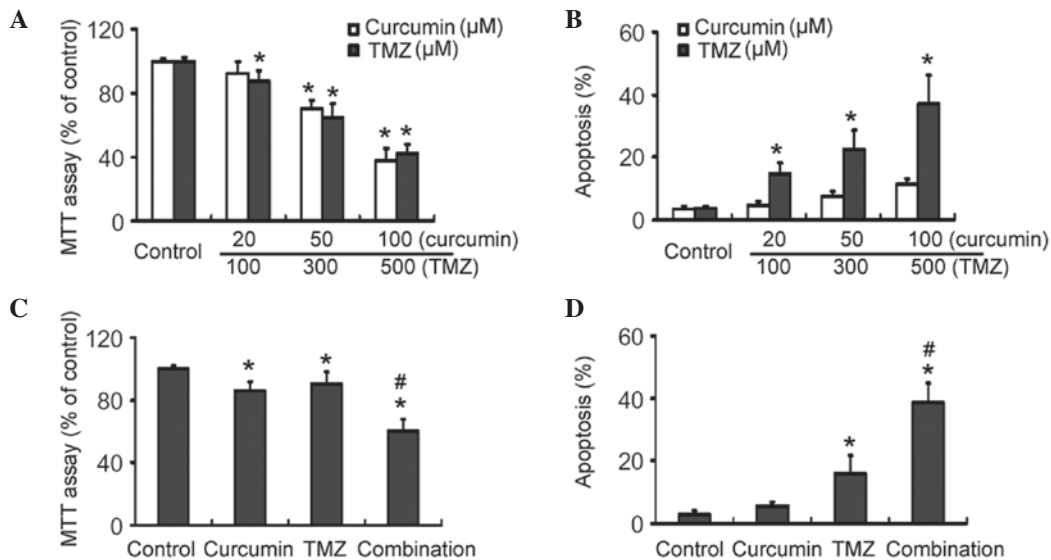 A
MTT assay (% of control)
120
80
40
0
Curcumin (µM)
TMZ (µM)
*
* *
* *
Control
20 50 100 (curcumin)
100 300 500 (TMZ)
B
Apoptosis (%)
60
40
20
0
Curcumin (µM)
TMZ (µM)
*
*
*
Control
20 50 100 (curcumin)
100 300 500 (TMZ)
C
MTT assay (% of control)
120
80
40
0
*
*
#
*
Control Curcumin TMZ Combination
D
Apoptosis (%)
60
40
20
0
*
#
*
Control Curcumin TMZ Combination